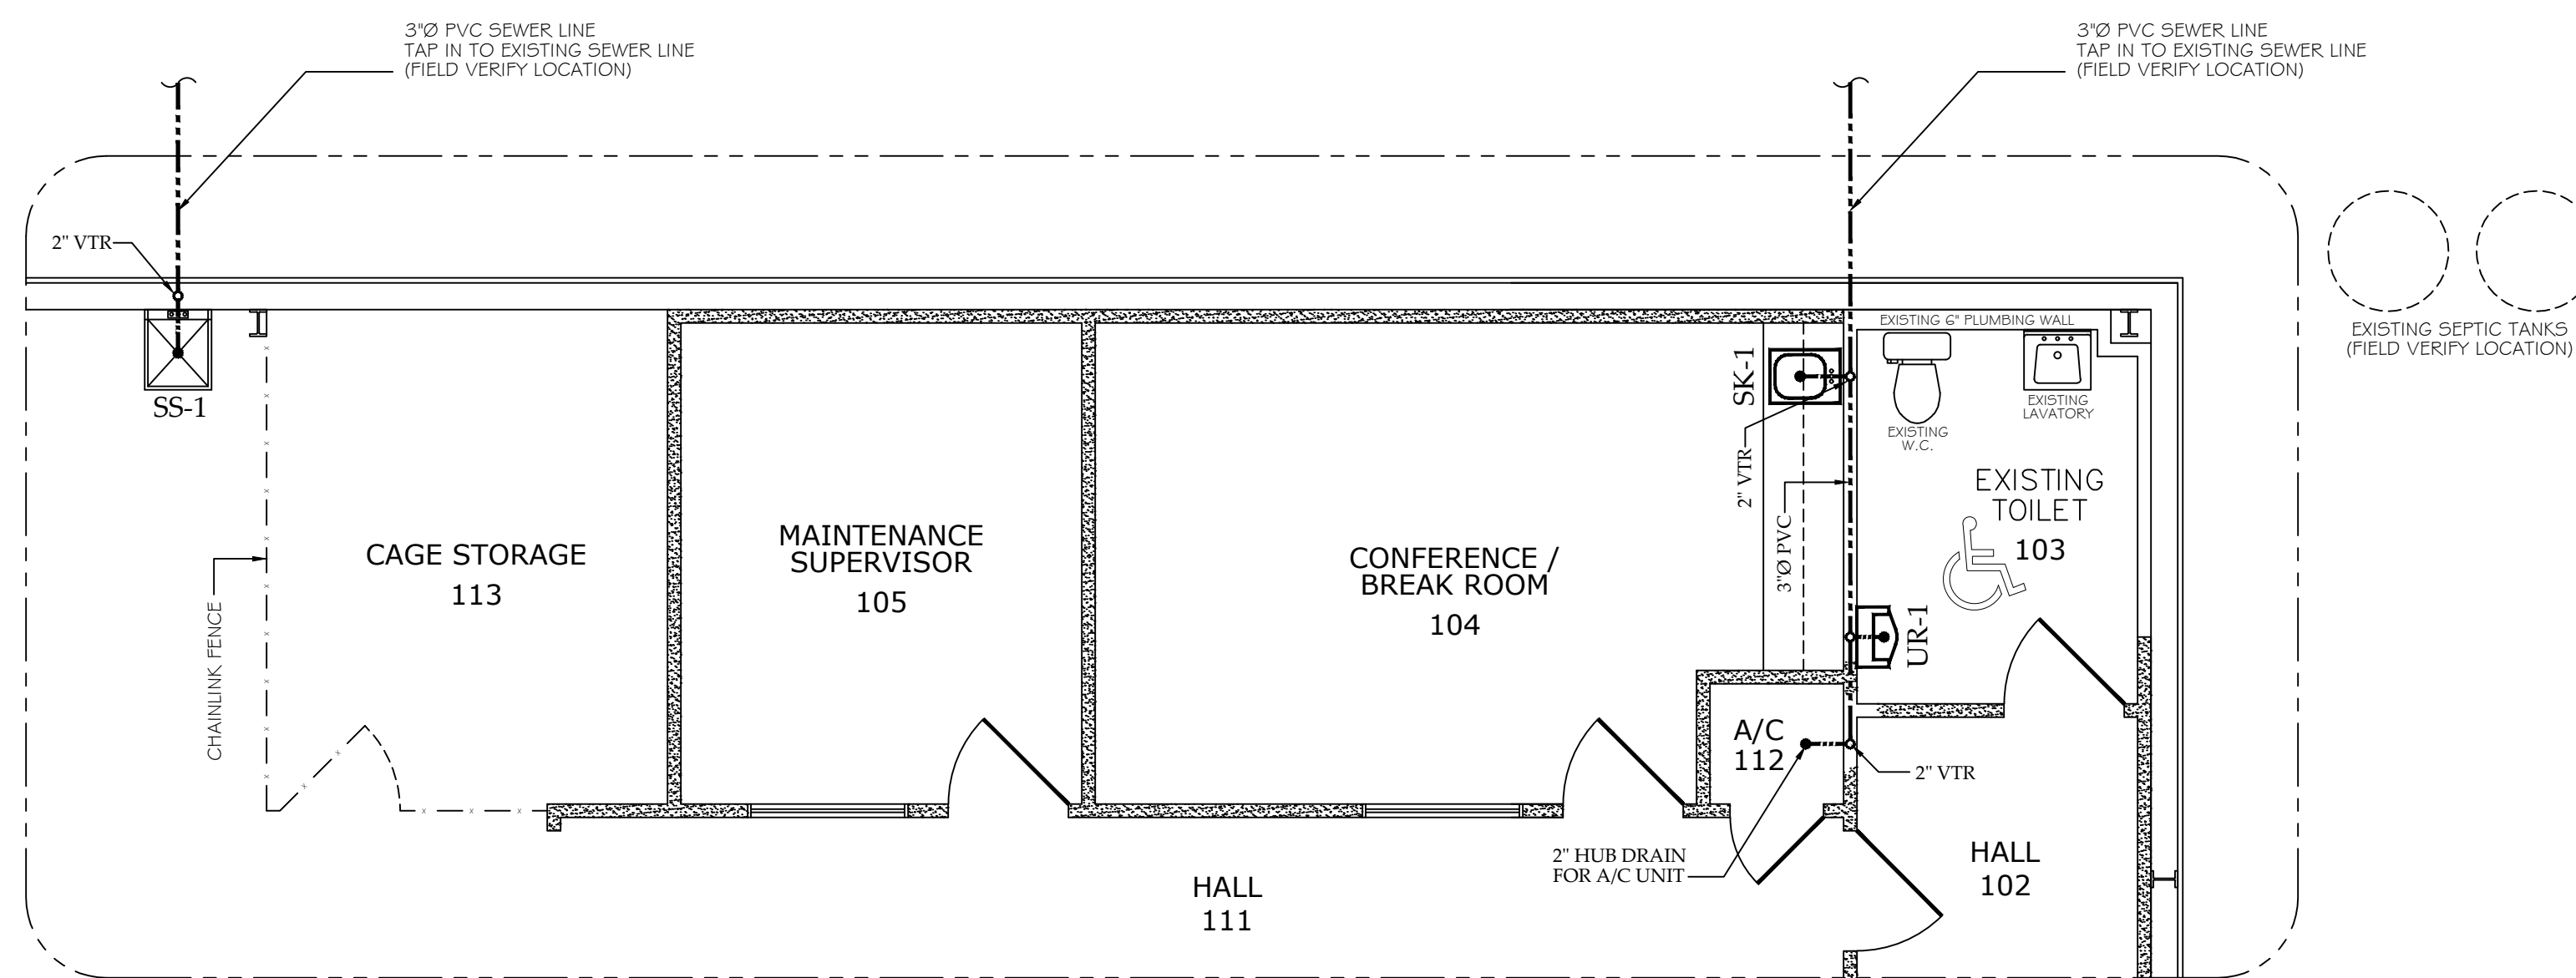 3"Ø PVC SEWER LINE
TAP IN TO EXISTING SEWER LINE
(FIELD VERIFY LOCATION)
3"Ø PVC SEWER LINE
TAP IN TO EXISTING SEWER LINE
(FIELD VERIFY LOCATION)
2" VTR
SS-1
CHAINLINK FENCE
CAGE STORAGE
113
MAINTENANCE
SUPERVISOR
105
CONFERENCE /
BREAK ROOM
104
SK-1
2" VTR
3"Ø PVC
EXISTING 6" PLUMBING WALL
EXISTING
W.C.
EXISTING
LAVATORY
EXISTING
TOILET
103
UR-1
EXISTING SEPTIC TANKS
(FIELD VERIFY LOCATION)
A/C
112
2" VTR
2" HUB DRAIN
FOR A/C UNIT
HALL
111
HALL
102